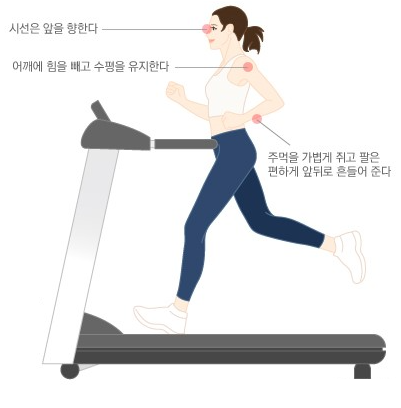 시선은 앞을 향한다
어깨에 힘을 빼고 수평을 유지한다
주먹을 가볍게 쥐고 팔은
편하게 앞뒤로 흔들어 준다